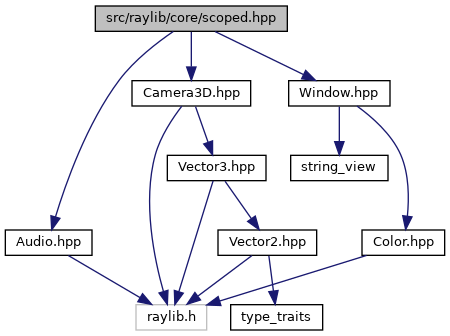 src/raylib/core/scoped.hpp
Camera3D.hpp
Window.hpp
Vector3.hpp
string_view
Audio.hpp
Vector2.hpp
Color.hpp
raylib.h
type_traits